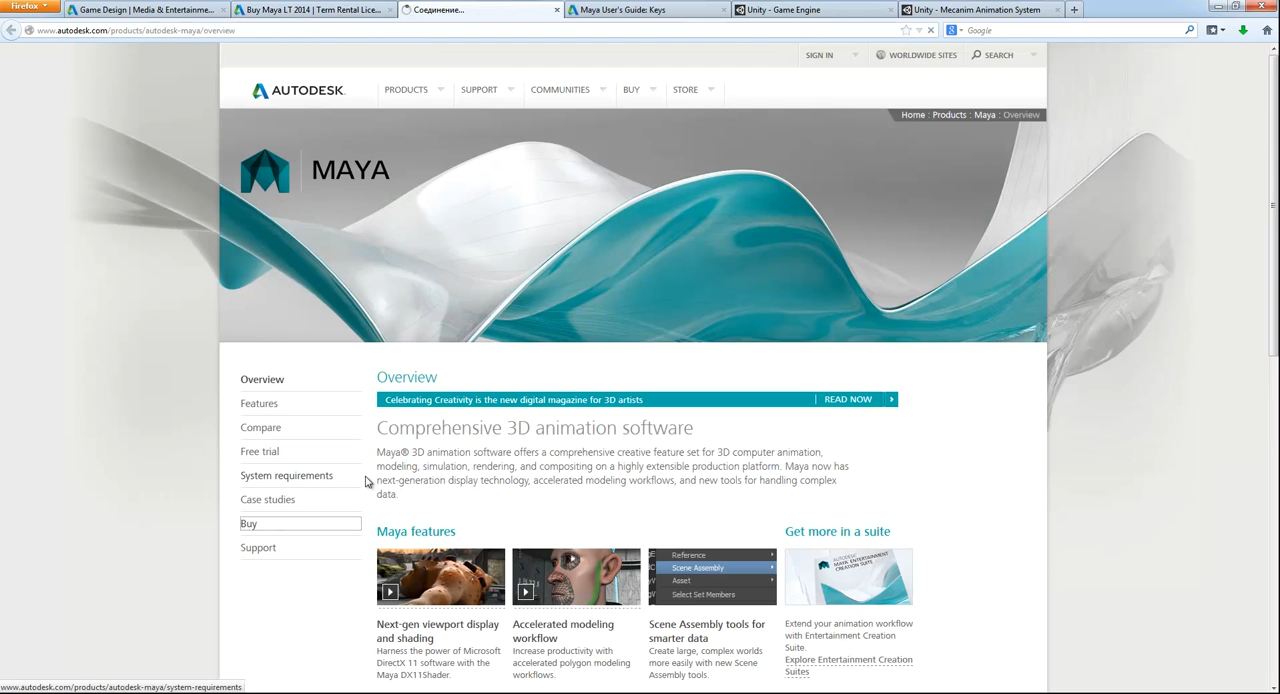 Firefox
Game Design | Media & Entertainme...
Buy Maya LT 2014 | Term Rental Lice...
Соединение...
Maya User's Guide: Keys
Unity - Game Engine
Unity - Mecanim Animation System
www.autodesk.com/products/autodesk-maya/overview
Google
SIGN IN
WORLDWIDE SITES
SEARCH
AUTODESK.
PRODUCTS
SUPPORT
COMMUNITIES
BUY
STORE
Home : Products : Maya : Overview
MAYA
Overview
Features
Compare
Free trial
System requirements
Case studies
Buy
Support
Overview
Celebrating Creativity is the new digital magazine for 3D artists
READ NOW
Comprehensive 3D animation software
Maya® 3D animation software offers a comprehensive creative feature set for 3D computer animation,
modeling, simulation, rendering, and compositing on a highly extensible production platform. Maya now has
next-generation display technology, accelerated modeling workflows, and new tools for handling complex
data.
Maya features
Next-gen viewport display
and shading
Harness the power of Microsoft
DirectX 11 software with the
Maya DX11Shader.
Accelerated modeling
workflow
Increase productivity with
accelerated polygon modeling
workflows.
Reference
Scene Assembly
Asset
Select Set Members
Scene Assembly tools for
smarter data
Create large, complex worlds
more easily with new Scene
Assembly tools.
Get more in a suite
AUTODESK
MAYA ENTERTAINMENT
CREATION SUITE
Extend your animation workflow
with Entertainment Creation
Suite.
Explore Entertainment Creation
Suites
www.autodesk.com/products/autodesk-maya/system-requirements